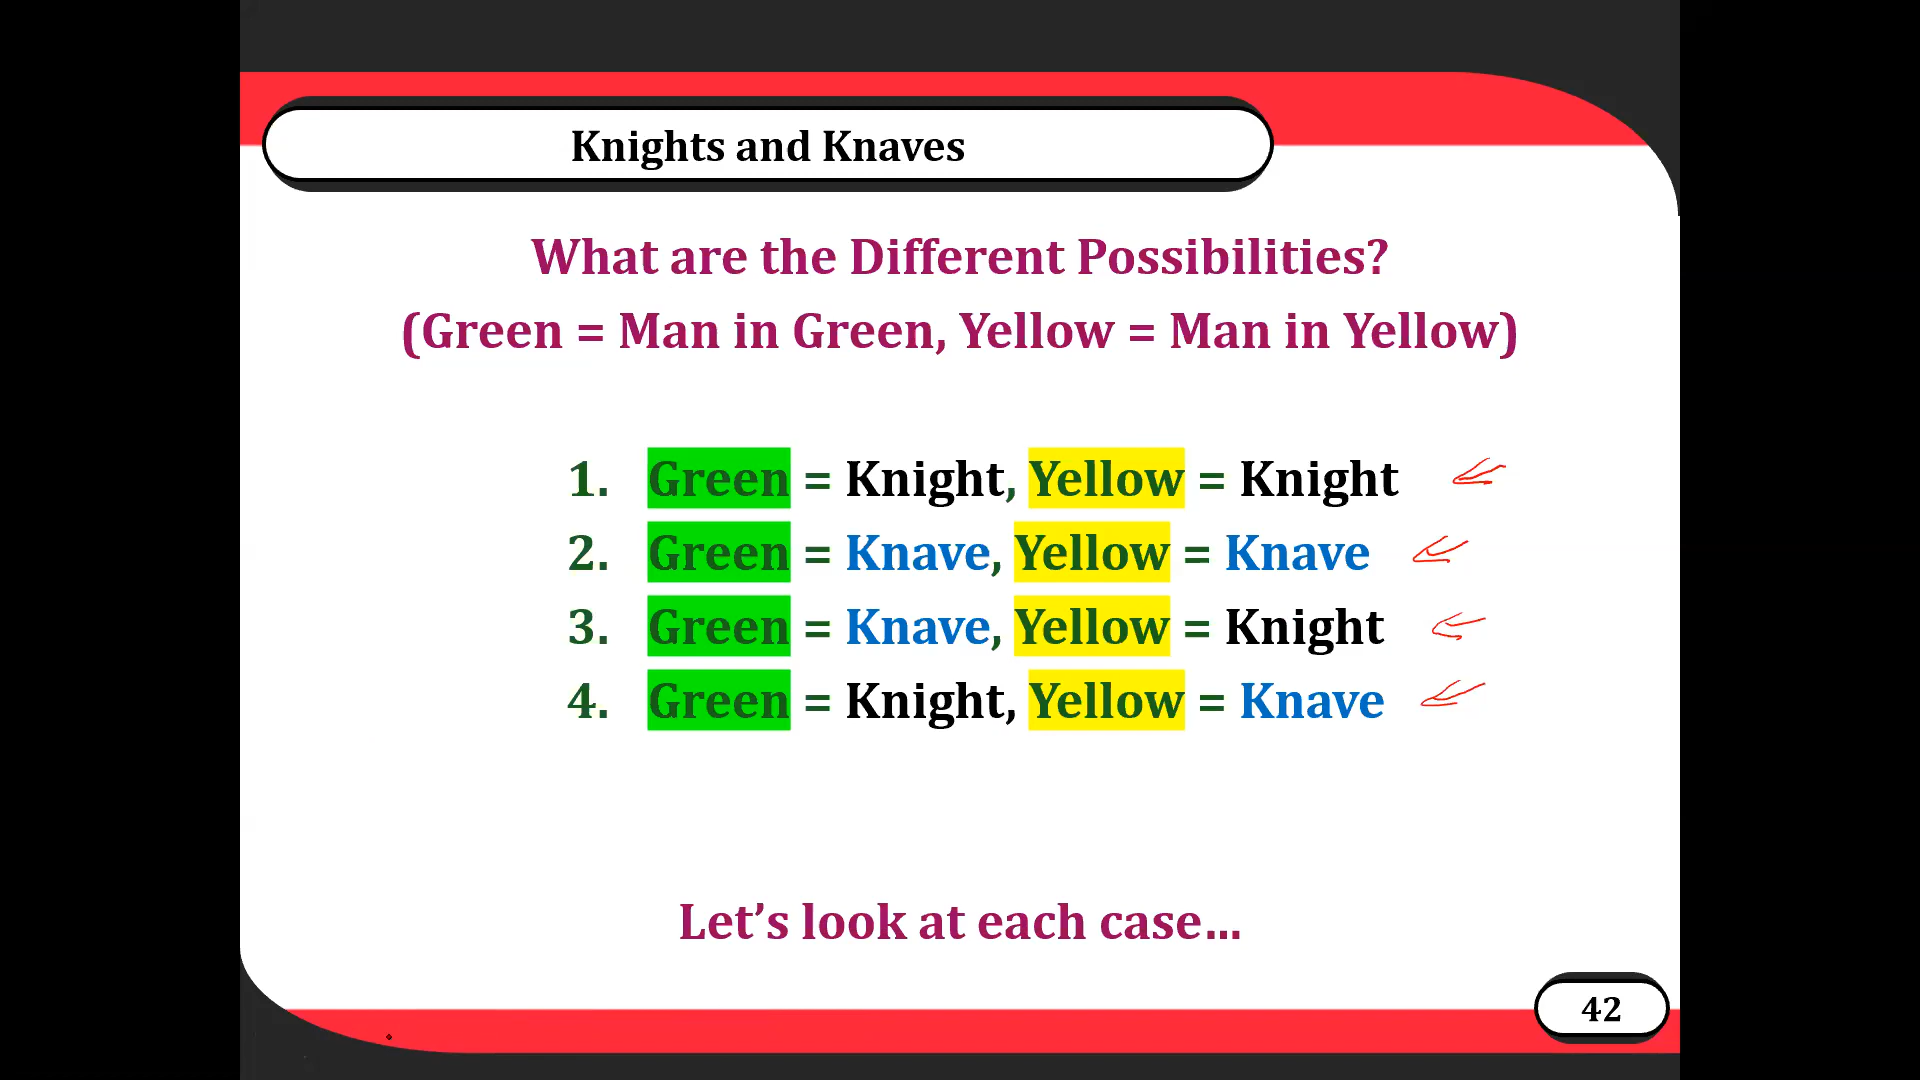 Knights and Knaves
What are the Different Possibilities?
(Green = Man in Green, Yellow = Man in Yellow)
1. Green = Knight, Yellow = Knight
2. Green = Knave, Yellow = Knave
3. Green = Knave, Yellow = Knight
4. Green = Knight, Yellow = Knave
Let’s look at each case…
42